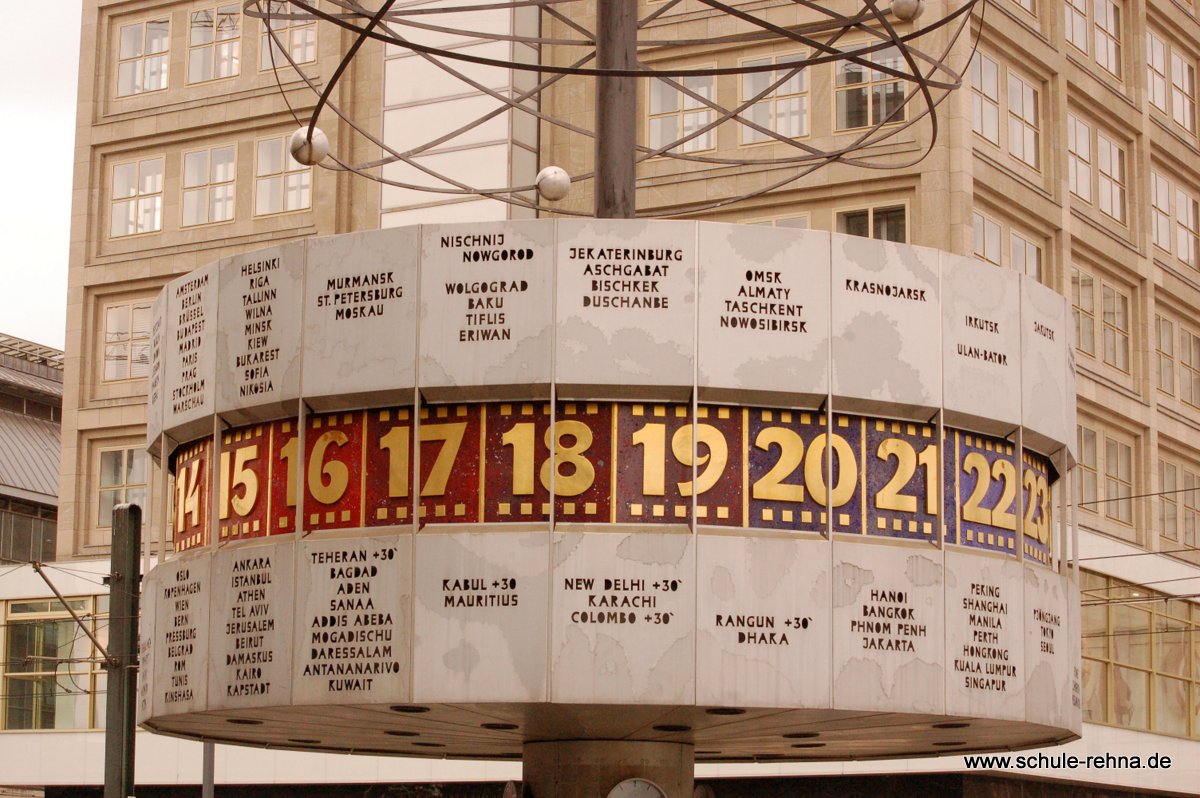 AMSTERDAM
BERLIN
BRÜSSEL
BUDAPEST
MADRID
PARIS
PRAG
STOCKHOLM
WARSCHAU
HELSINKI
RIGA
TALLINN
WILNA
MINSK
KIEW
BUKAREST
SOFIA
NIKOSIA
MURMANSK
ST. PETERSBURG
MOSKAU
NISCHNIJ
NOWGOROD
WOLGOGRAD
BAKU
TIFLIS
ERIWAN
JEKATERINBURG
ASCHGABAT
BISCHKEK
DUSCHANBE
OMSK
ALMATY
TASCHKENT
NOWOSIBIRSK
KRASNOJARSK
IRKUTSK
ULAN-BATOR
JAKUTSK
14 15 16 17 18 19 20 21 22 23
OSLO
KOPENHAGEN
WIEN
BERN
PRESSBURG
BELGRAD
ROM
TUNIS
KINSHASA
ANKARA
ISTANBUL
ATHEN
TEL AVIV
JERUSALEM
BEIRUT
DAMASKUS
KAIRO
KAPSTADT
TEHERAN +30`
BAGDAD
ADEN
SANAA
ADDIS ABEBA
MOGADISCHU
DARESSALAM
ANTANANARIVO
KUWAIT
KABUL +30
MAURITIUS
NEW DELHI +30`
KARACHI
COLOMBO +30`
RANGUN +30`
DHAKA
HANOI
BANGKOK
PHNOM PENH
JAKARTA
PEKING
SHANGHAI
MANILA
PERTH
HONGKONG
KUALA LUMPUR
SINGAPUR
PJÖNGJANG
TOKYO
SEOUL
www.schule-rehna.de